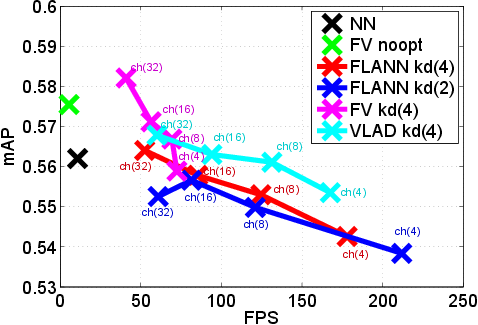 0.6
0.59
0.58
0.57
0.56
0.55
0.54
0.53
mAP
NN
FV noopt
FLANN kd(4)
FLANN kd(2)
FV kd(4)
VLAD kd(4)
ch(32)
ch(16)
ch(32)
ch(8)
ch(16)
ch(8)
ch(4)
ch(32)
ch(16)
ch(8)
ch(4)
ch(32)
ch(16)
ch(8)
ch(4)
ch(4)
0
50
100
150
200
250
FPS